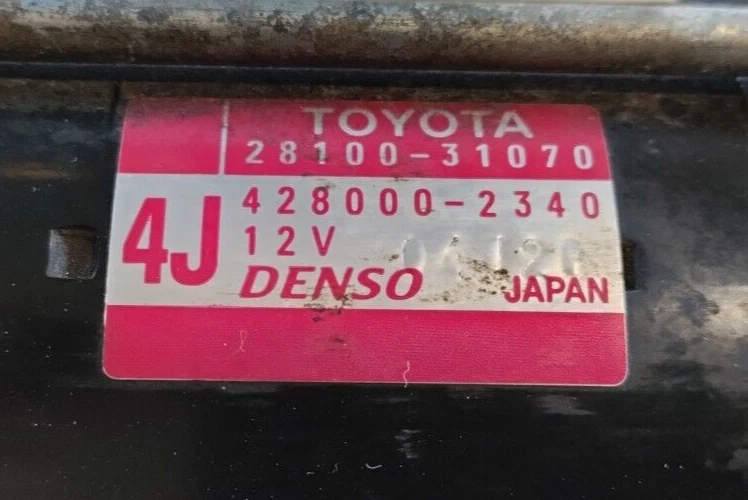 TOYOTA
28100-31070
4J
428000-2340
12V
DENSO
JAPAN